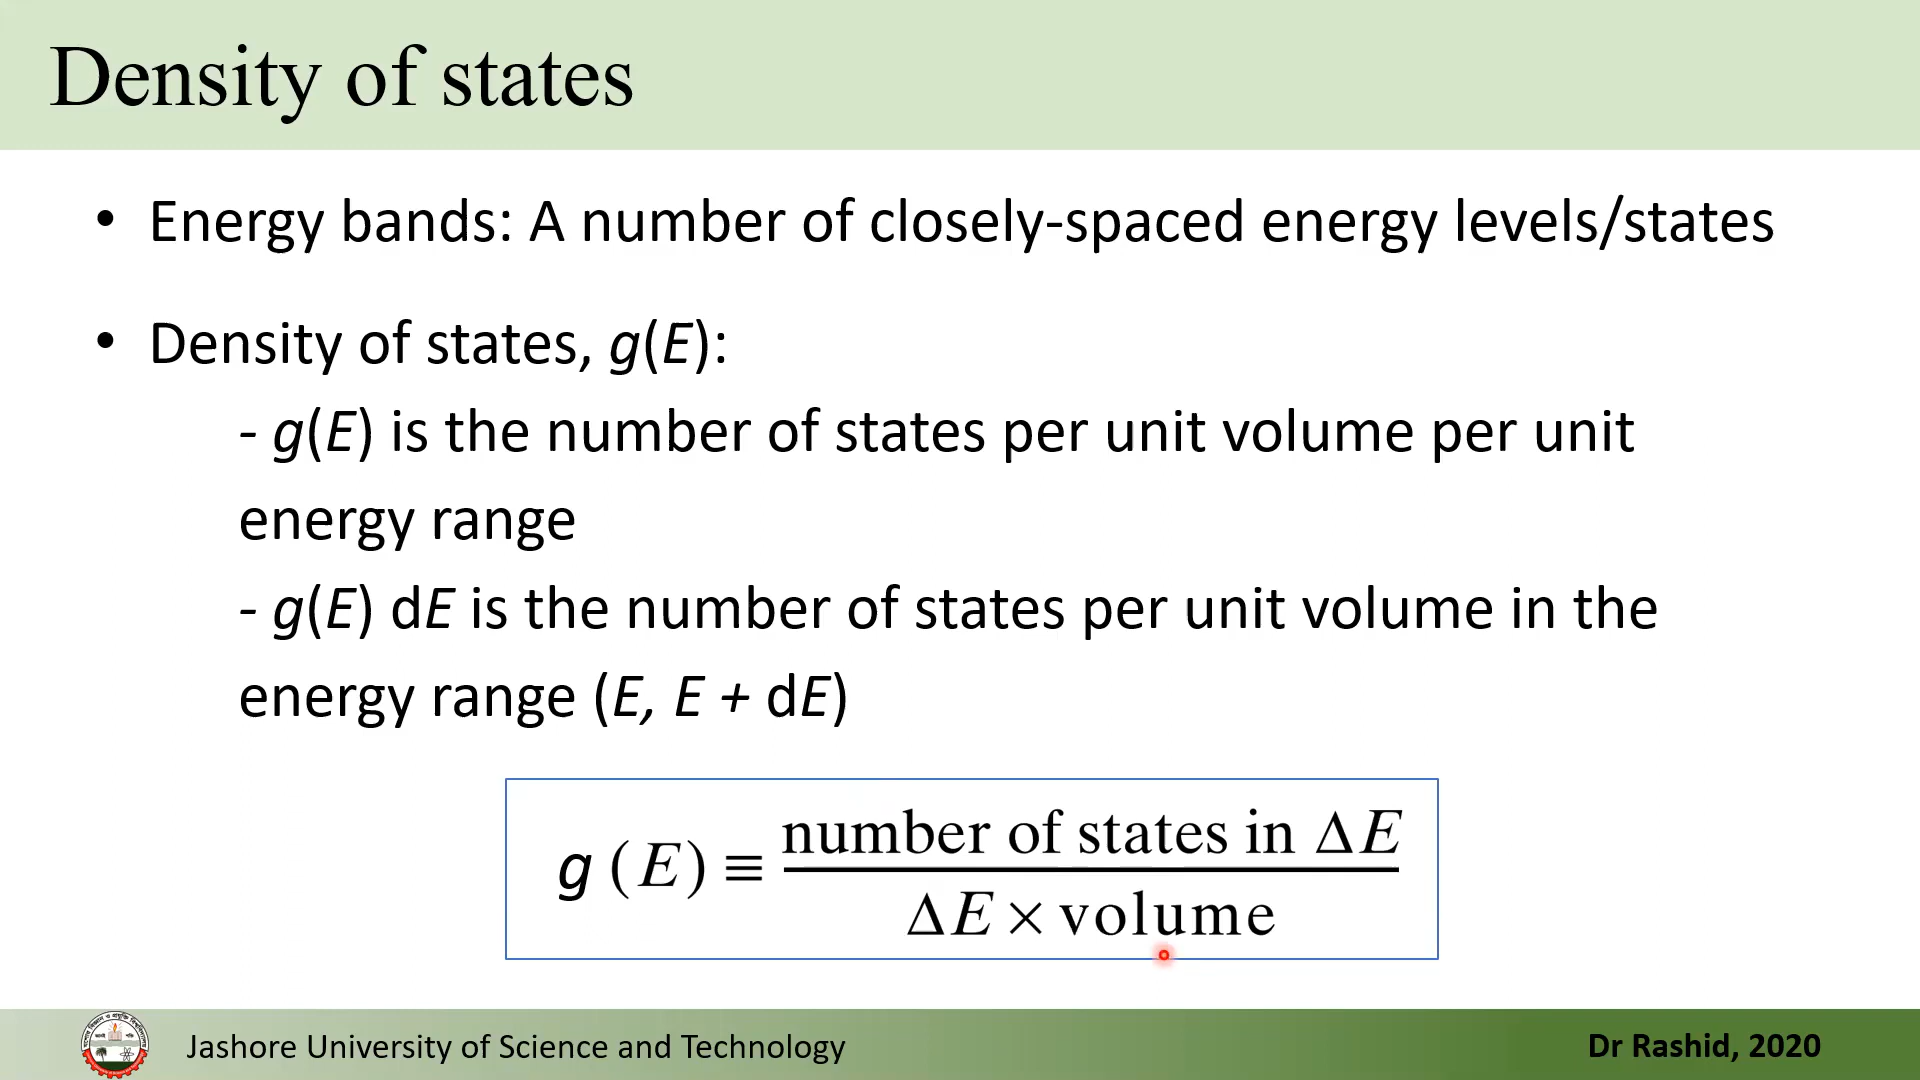 Density of states
• Energy bands: A number of closely-spaced energy levels/states
• Density of states, g(E):
- g(E) is the number of states per unit volume per unit
energy range
- g(E) dE is the number of states per unit volume in the
energy range (E, E + dE)
g (E) ≡ number of states in ΔE
ΔE × volume
Jashore University of Science and Technology
Dr Rashid, 2020